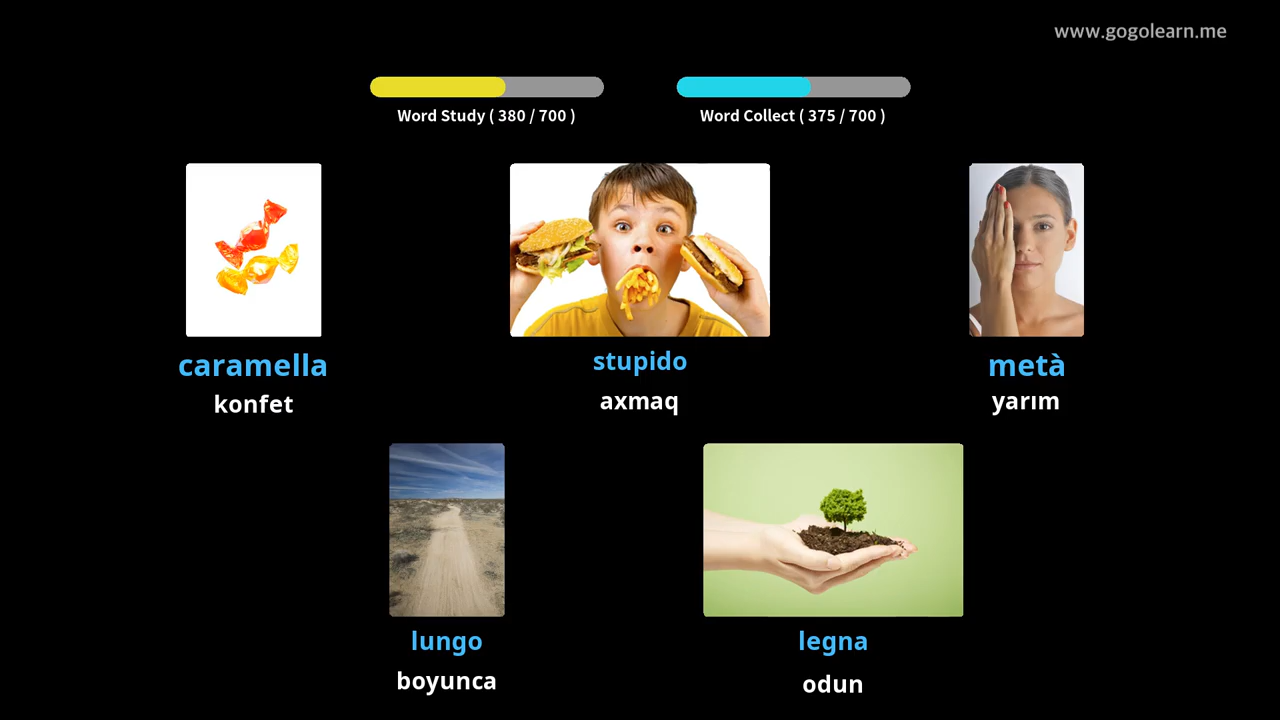 www.gogolearn.me
Word Study ( 380 / 700 )
Word Collect ( 375 / 700 )
caramella
konfet
stupido
axmaq
metà
yarım
lungo
boyunca
legna
odun